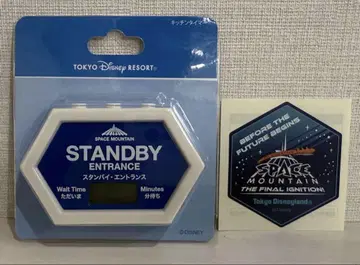 キッチンタイマー
TOKYO Disney RESORT®
SPACE MOUNTAIN
STANDBY
ENTRANCE
スタンバイ・エントランス
Wait Time
ただいま
Minutes
分待ち
©DISNEY
BEFORE THE
FUTURE BEGINS
SPACE
MOUNTAIN
THE FINAL IGNITION!
Tokyo Disneyland®